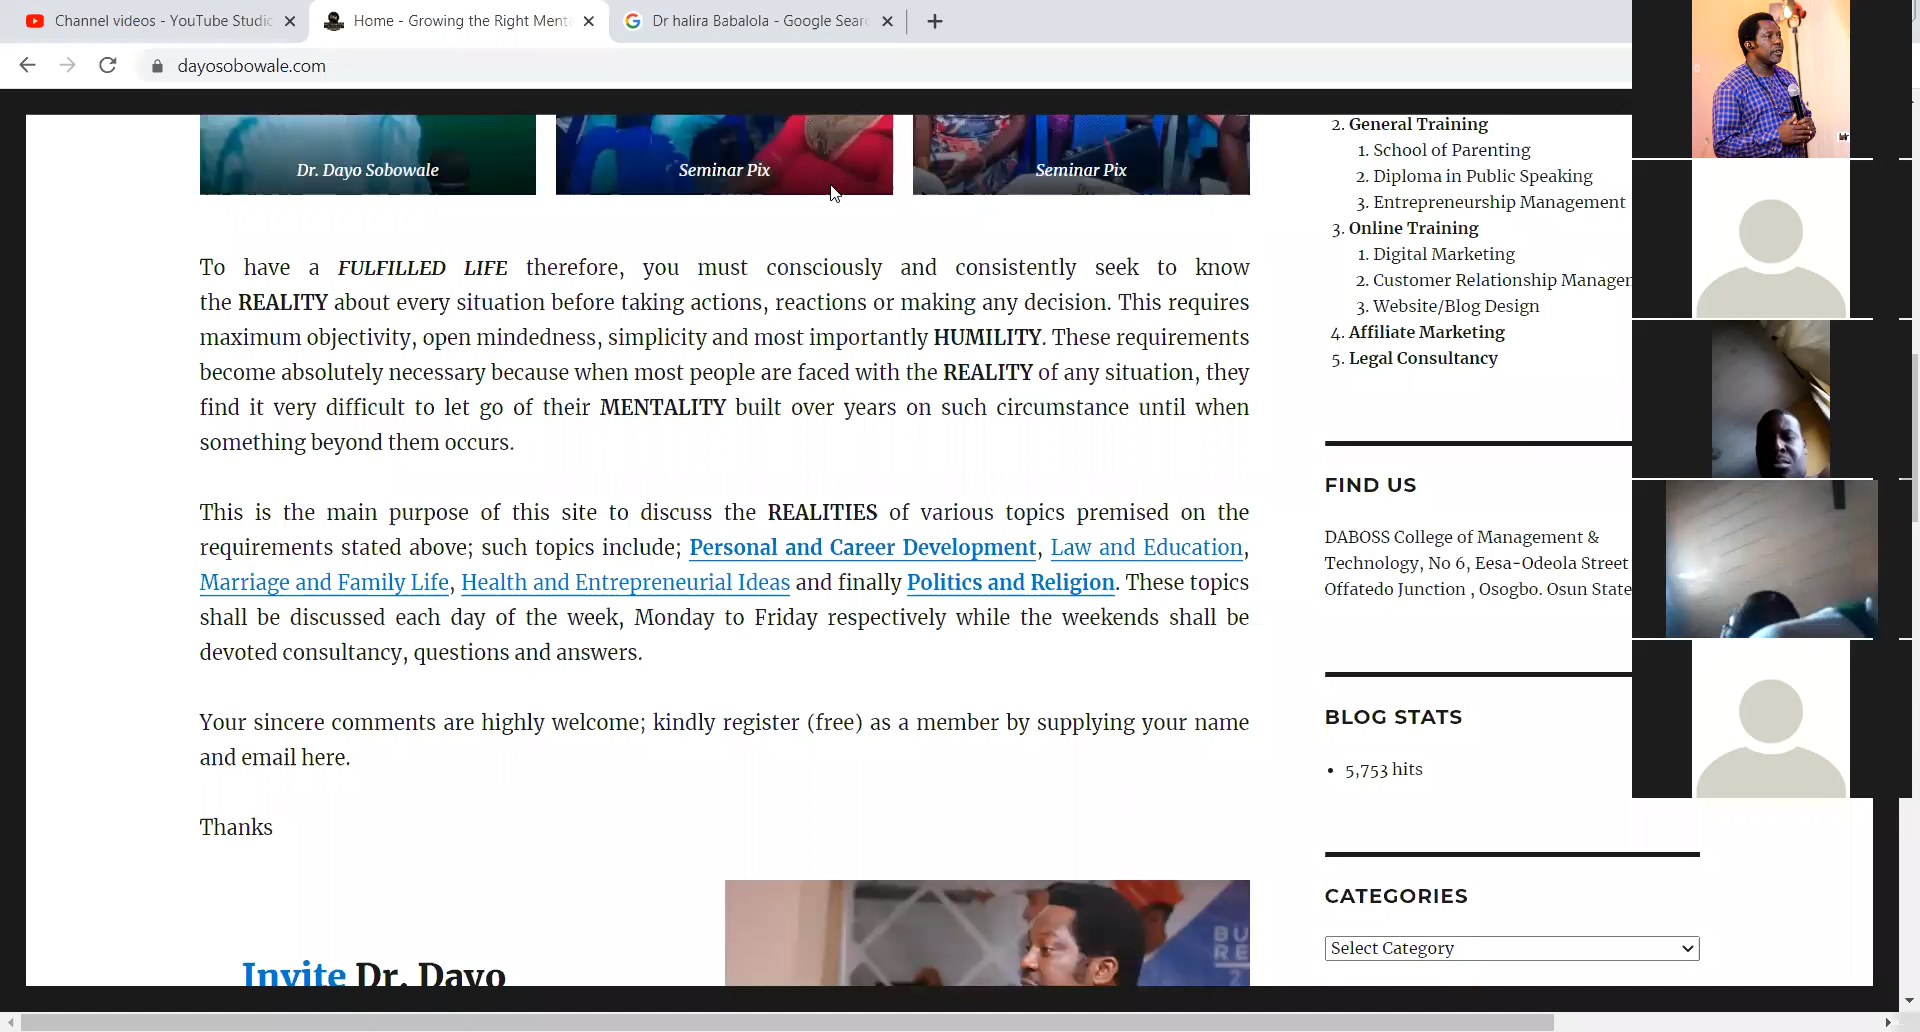 Channel videos - YouTube Studio
Home - Growing the Right Menta
Dr halira Babalola - Google Searc
dayosobowale.com
Dr. Dayo Sobowale
Seminar Pix
Seminar Pix
To have a FULFILLED LIFE therefore, you must consciously and consistently seek to know
the REALITY about every situation before taking actions, reactions or making any decision. This requires
maximum objectivity, open mindedness, simplicity and most importantly HUMILITY. These requirements
become absolutely necessary because when most people are faced with the REALITY of any situation, they
find it very difficult to let go of their MENTALITY built over years on such circumstance until when
something beyond them occurs.
This is the main purpose of this site to discuss the REALITIES of various topics premised on the
requirements stated above; such topics include; Personal and Career Development, Law and Education,
Marriage and Family Life, Health and Entrepreneurial Ideas and finally Politics and Religion. These topics
shall be discussed each day of the week, Monday to Friday respectively while the weekends shall be
devoted consultancy, questions and answers.
Your sincere comments are highly welcome; kindly register (free) as a member by supplying your name
and email here.
Thanks
Invite Dr. Dayo
BU
RE
2
2. General Training
1. School of Parenting
2. Diploma in Public Speaking
3. Entrepreneurship Management
3. Online Training
1. Digital Marketing
2. Customer Relationship Managen
3. Website/Blog Design
4. Affiliate Marketing
5. Legal Consultancy
FIND US
DABOSS College of Management &
Technology, No 6, Eesa-Odeola Street
Offatedo Junction , Osogbo. Osun State
BLOG STATS
• 5,753 hits
CATEGORIES
Select Category